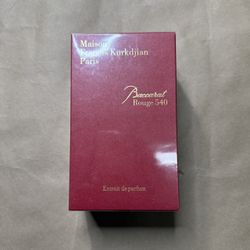 Maison
Francis Kurkdjian
Paris
Baccarat
Rouge 540
Extrait de parfum